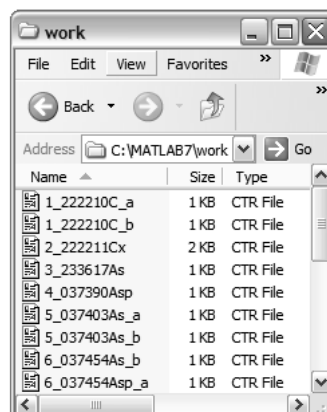 work
File Edit View Favorites »
Back »
Address C:\MATLAB7\work Go
Name Size Type
1_222210C_a 1 KB CTR File
1_222210C_b 1 KB CTR File
2_222211Cx 2 KB CTR File
3_233617As 1 KB CTR File
4_037390Asp 1 KB CTR File
5_037403As_a 1 KB CTR File
5_037403As_b 1 KB CTR File
6_037454As_b 1 KB CTR File
6_037454Asp_a 1 KB CTR File